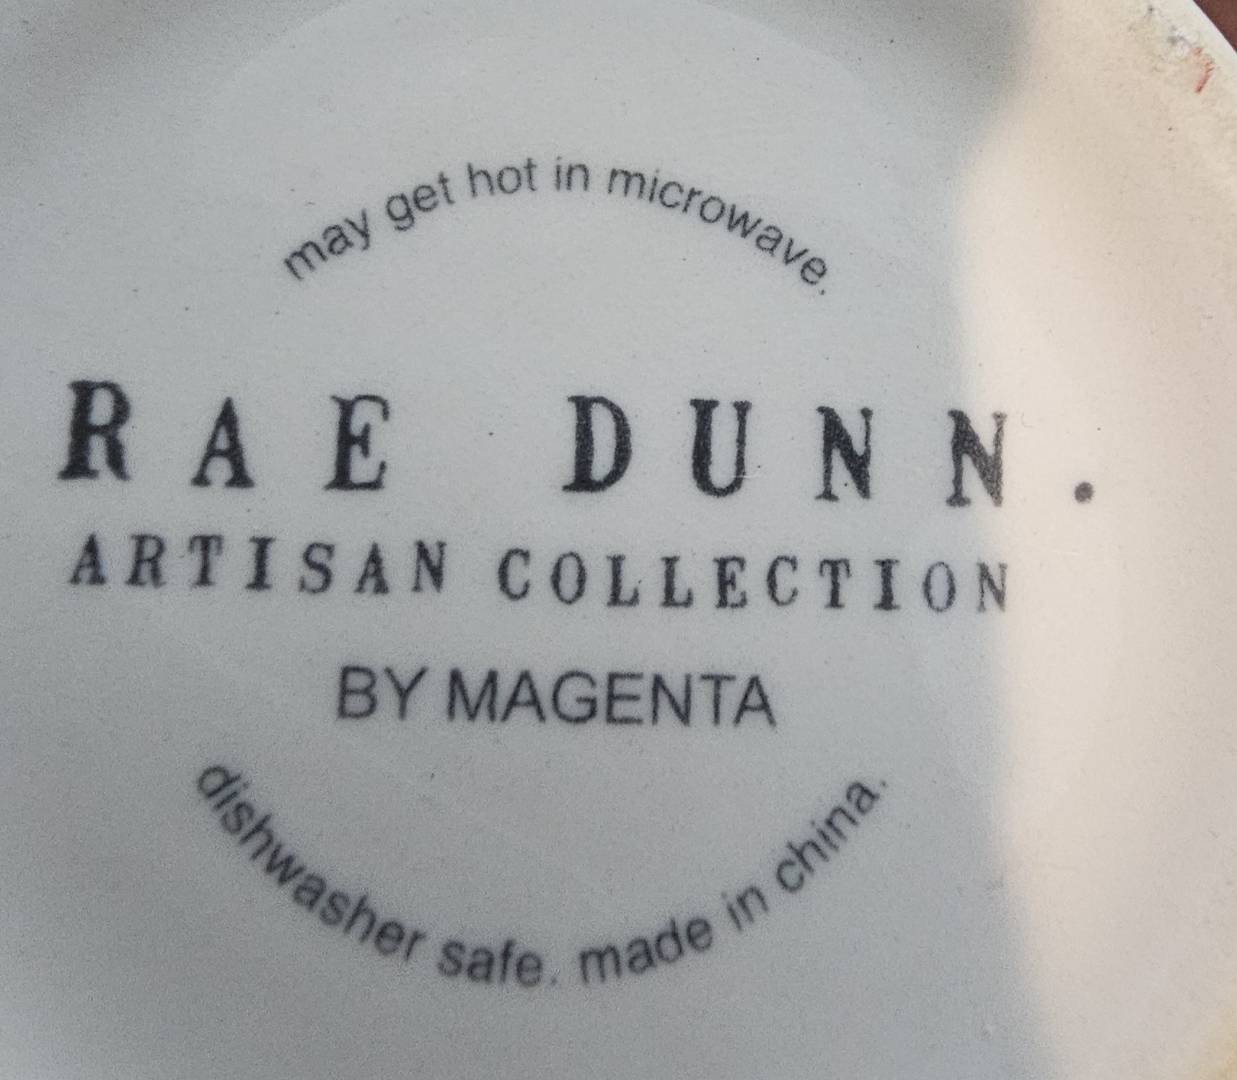 may get hot in microwave.
RAE DUNN.
ARTISAN COLLECTION
BY MAGENTA
dishwasher safe. made in china.